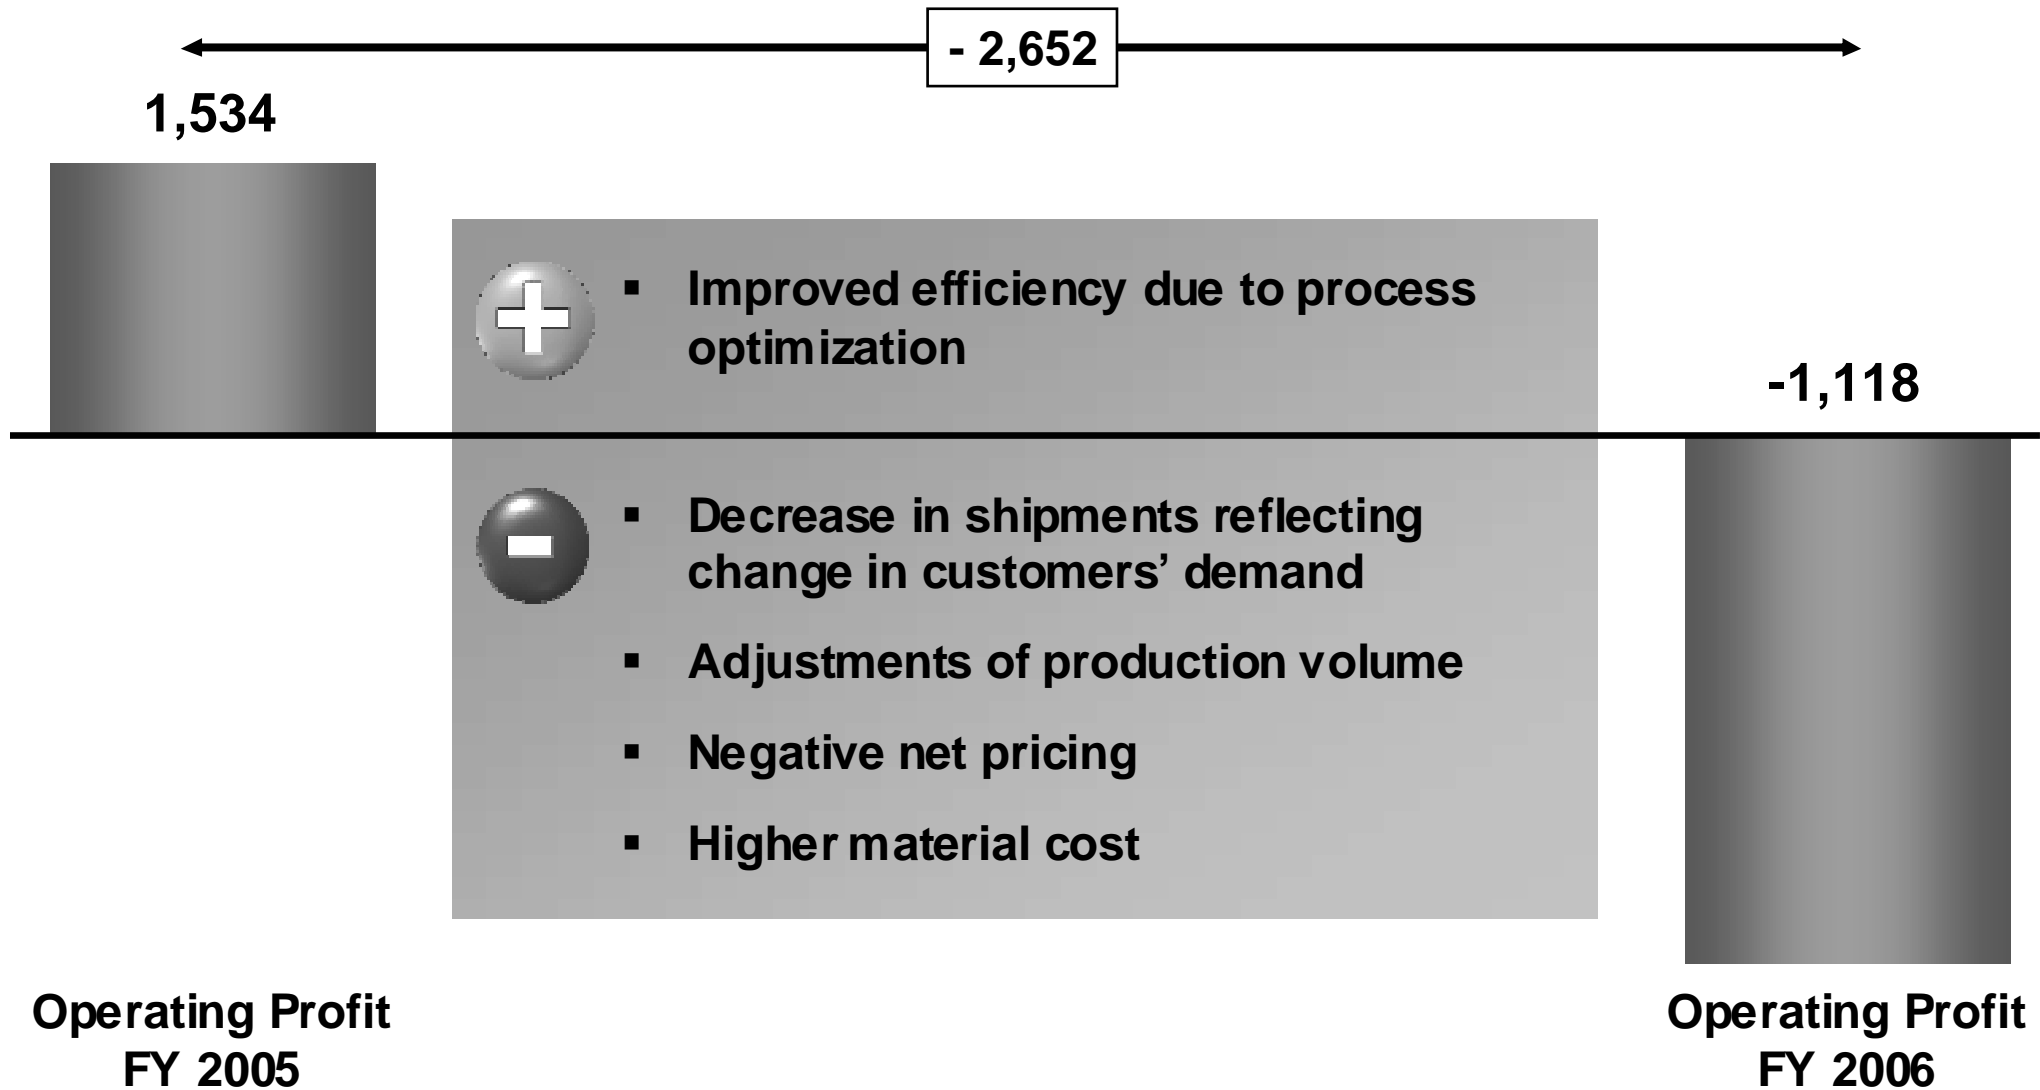 - 2,652
1,534
▪ Improved efficiency due to process
optimization
-1,118
▪ Decrease in shipments reflecting
change in customers’ demand
▪ Adjustments of production volume
▪ Negative net pricing
▪ Higher material cost
Operating Profit
FY 2005
Operating Profit
FY 2006